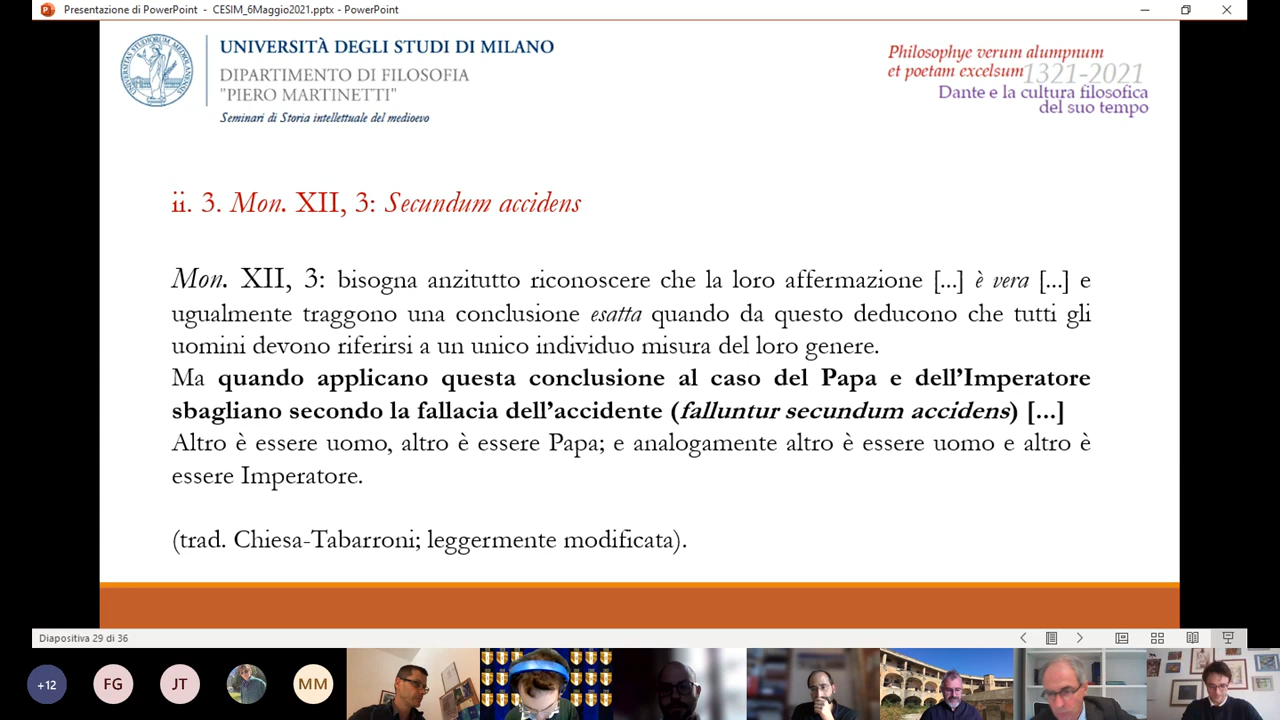 Presentazione di PowerPoint - CESIM_6Maggio2021.pptx - PowerPoint
UNIVERSITÀ DEGLI STUDI DI MILANO
DIPARTIMENTO DI FILOSOFIA
"PIERO MARTINETTI"
Seminari di Storia intellettuale del medioevo
Philosophye verum alumpnum
et poetam excelsum 1321-2021
Dante e la cultura filosofica
del suo tempo
ii. 3. Mon. XII, 3: Secundum accidens
Mon. XII, 3: bisogna anzitutto riconoscere che la loro affermazione [...] è vera [...] e
ugualmente traggono una conclusione esatta quando da questo deducono che tutti gli
uomini devono riferirsi a un unico individuo misura del loro genere.
Ma quando applicano questa conclusione al caso del Papa e dell’Imperatore
sbagliano secondo la fallacia dell’accidente (falluntur secundum accidens) [...]
Altro è essere uomo, altro è essere Papa; e analogamente altro è essere uomo e altro è
essere Imperatore.
(trad. Chiesa-Tabarroni; leggermente modificata).
Diapositiva 29 di 36
+12
FG
JT
MM